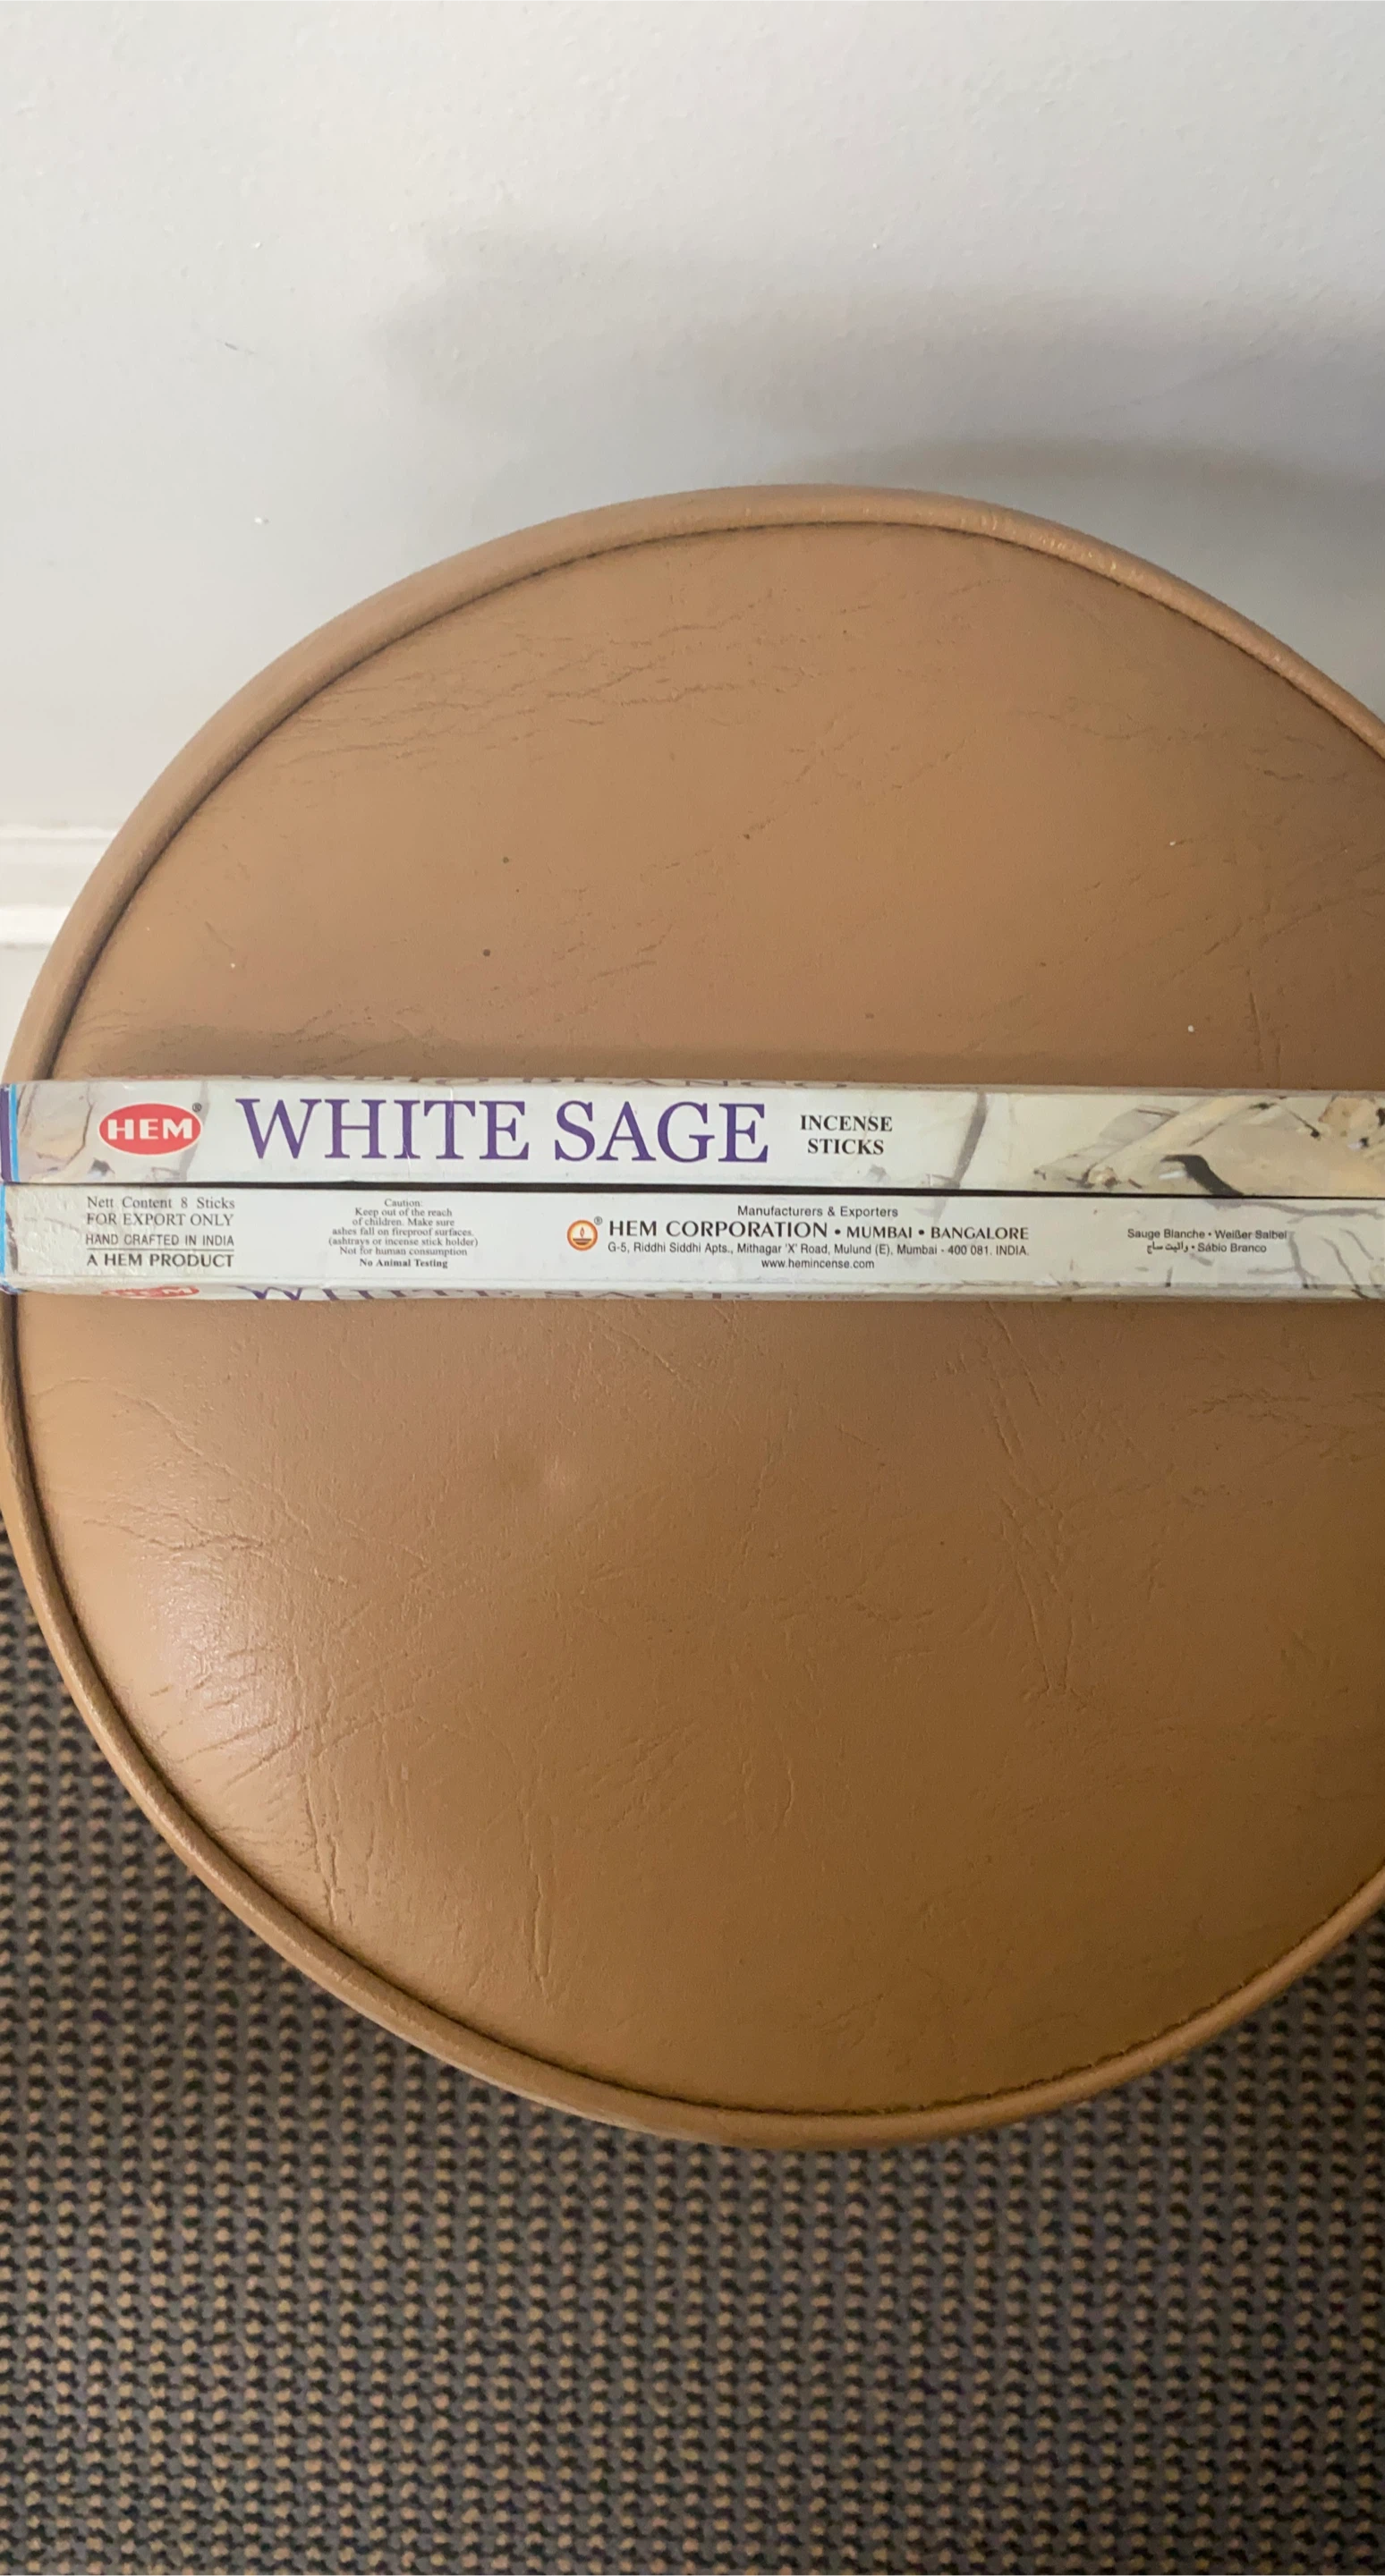 HEM®
WHITE SAGE
INCENSE
STICKS
Nett Content 8 Sticks
FOR EXPORT ONLY
HAND CRAFTED IN INDIA
A HEM PRODUCT
Caution:
Keep out of the reach
of children. Make sure
ashes fall on fireproof surfaces.
(ashtrays or incense stick holder)
Not for human consumption
No Animal Testing
Manufacturers & Exporters
® HEM CORPORATION • MUMBAI • BANGALORE
G-5, Riddhi Siddhi Apts., Mithagar 'X' Road, Mulund (E), Mumbai - 400 081. INDIA.
www.hemincense.com
Sauge Blanche • Weißer Salbei
وائيت ساج • Sábio Branco
WHITE SAGE